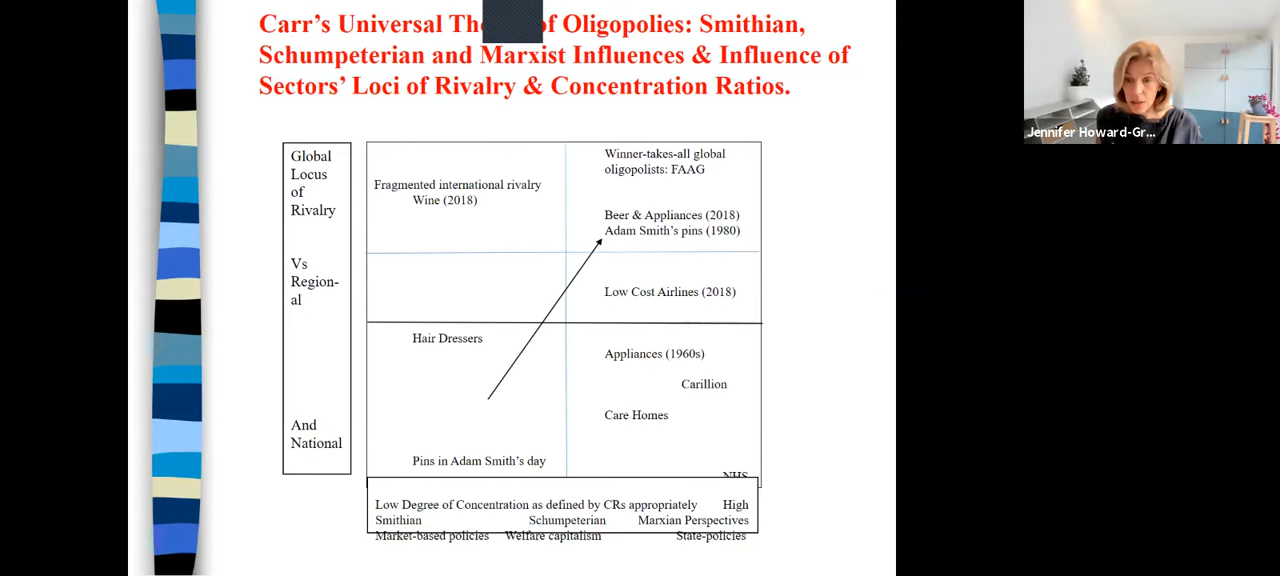 Carr’s Universal The of Oligopolies: Smithian,
Schumpeterian and Marxist Influences & Influence of
Sectors’ Loci of Rivalry & Concentration Ratios.
Jennifer Howard-Gr...
Global
Locus
of
Rivalry
Vs
Region-
al
And
National
Fragmented international rivalry
Wine (2018)
Winner-takes-all global
oligopolists: FAAG
Beer & Appliances (2018)
Adam Smith’s pins (1980)
Low Cost Airlines (2018)
Hair Dressers
Appliances (1960s)
Carillion
Care Homes
Pins in Adam Smith’s day
NHS
Low Degree of Concentration as defined by CRs appropriately High
Smithian Schumpeterian Marxian Perspectives
Market-based policies Welfare capitalism State-policies